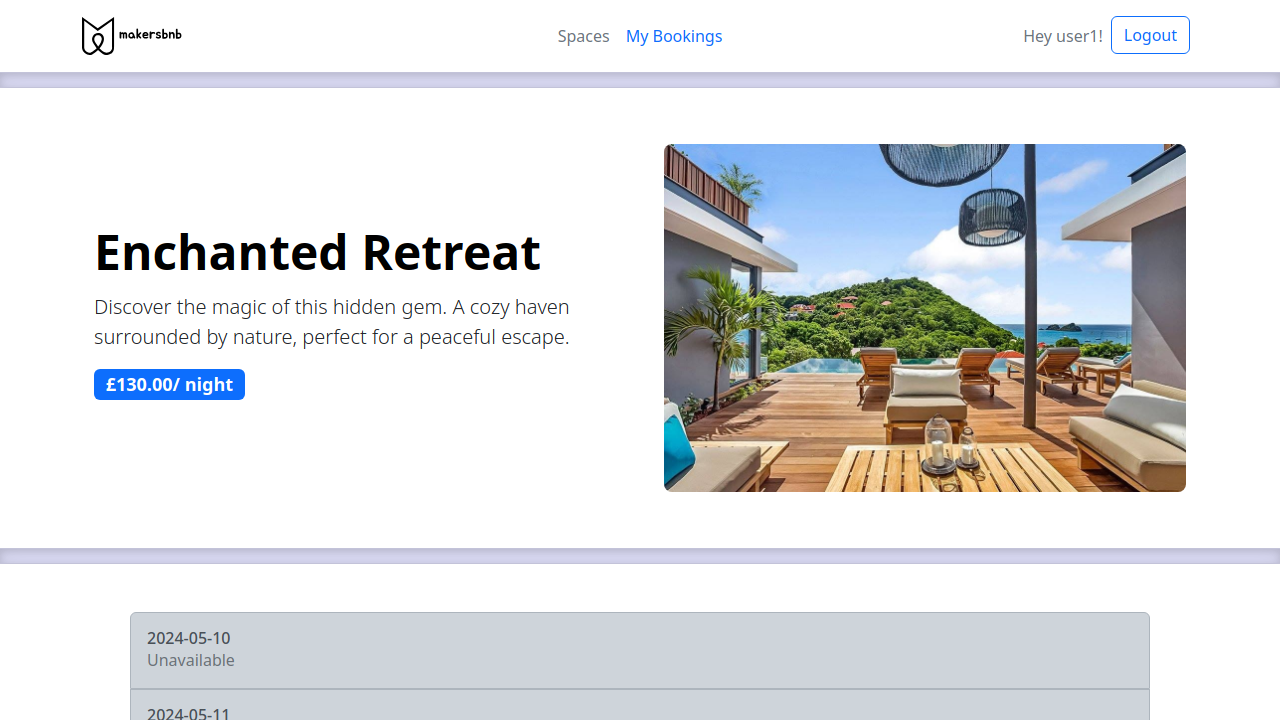 makersbnb
Spaces
My Bookings
Hey user1!
Logout
Enchanted Retreat
Discover the magic of this hidden gem. A cozy haven
surrounded by nature, perfect for a peaceful escape.
£130.00/ night
2024-05-10
Unavailable
2024-05-11